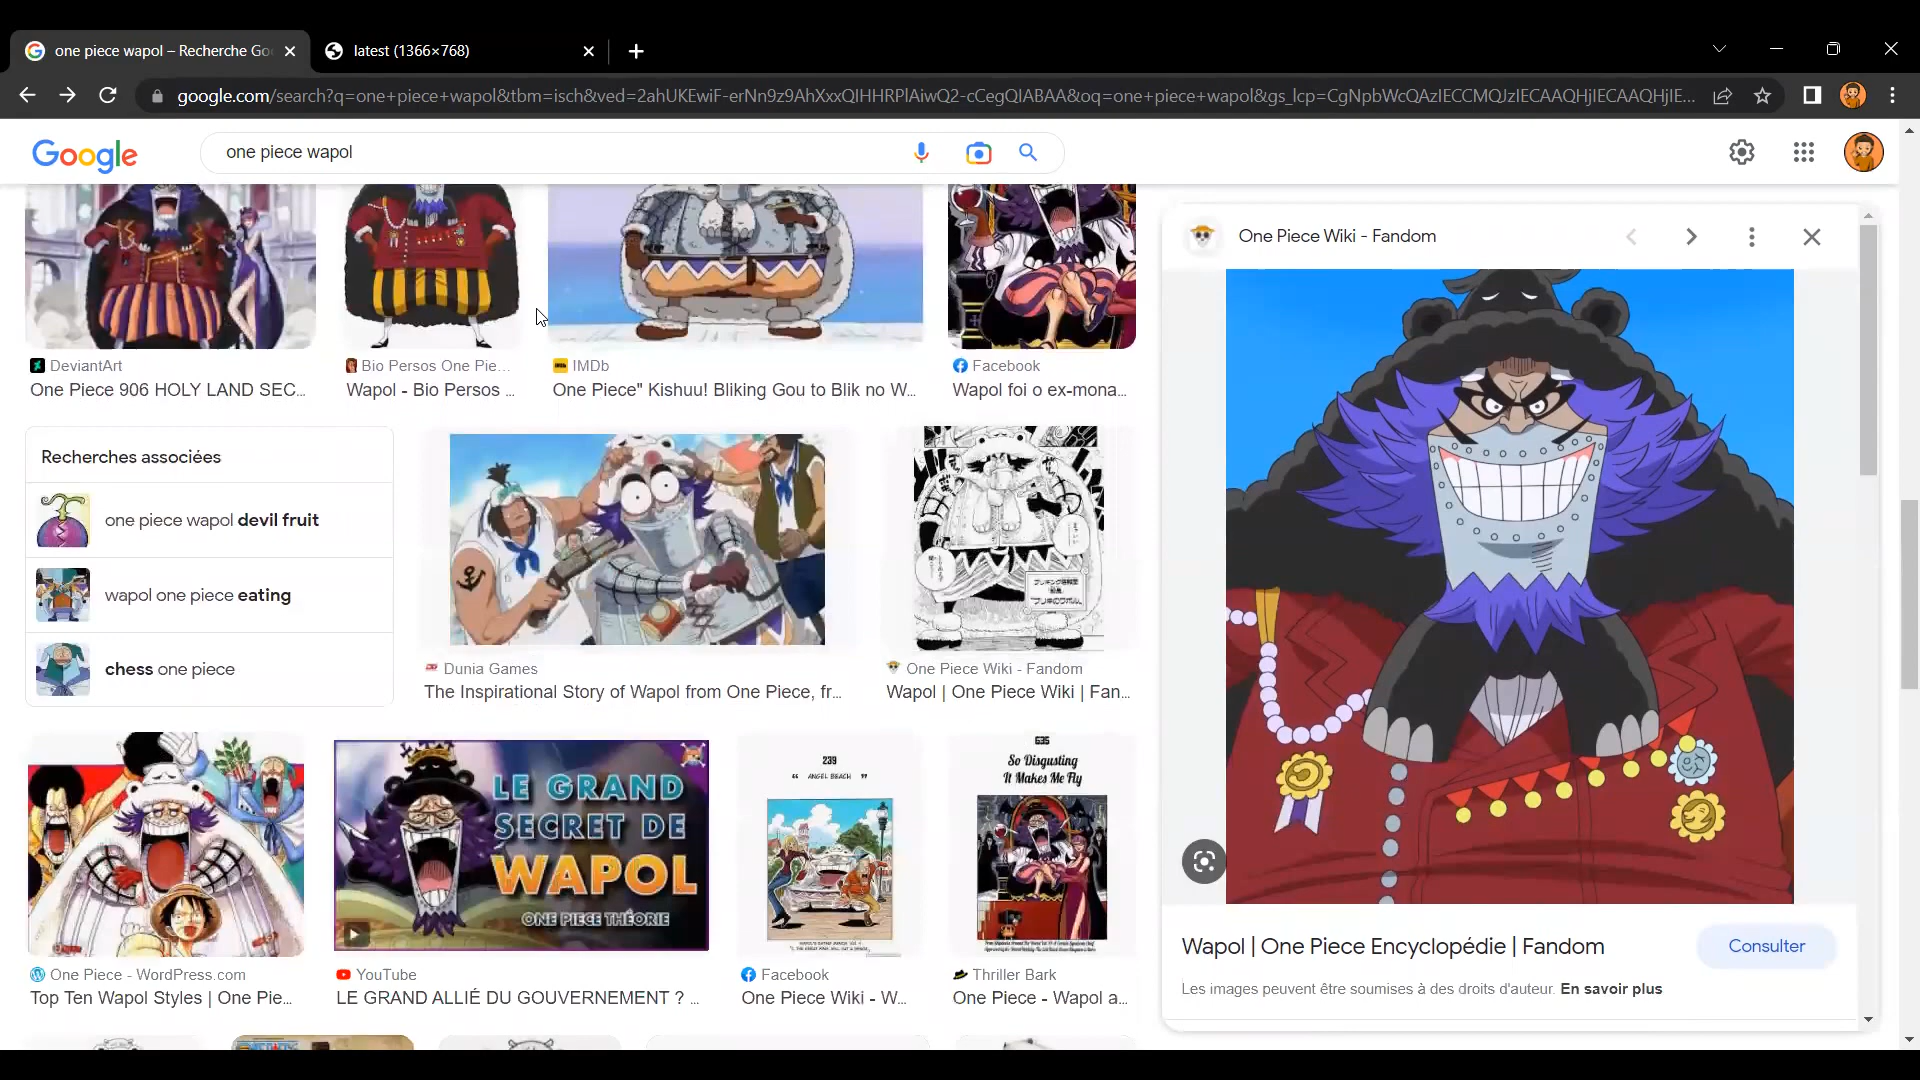 one piece wapol – Recherche Go
latest (1366×768)
google.com/search?q=one+piece+wapol&tbm=isch&ved=2ahUKEwiF-erNn9z9AhXxxQIHHRPlAiwQ2-cCegQIABAA&oq=one+piece+wapol&gs_lcp=CgNpbWcQAzIECCMQJzIECAAQHjIECAAQHjIE...
Google
one piece wapol
DeviantArt
One Piece 906 HOLY LAND SEC...
Bio Persos One Pie...
Wapol - Bio Persos ...
IMDb
One Piece" Kishuu! Bliking Gou to Blik no W...
Facebook
Wapol foi o ex-mona...
Recherches associées
one piece wapol devil fruit
wapol one piece eating
chess one piece
Dunia Games
The Inspirational Story of Wapol from One Piece, fr...
One Piece Wiki - Fandom
Wapol | One Piece Wiki | Fan...
One Piece - WordPress.com
Top Ten Wapol Styles | One Pie...
LE GRAND
SECRET DE
WAPOL
ONE PIECE THÉORIE
YouTube
LE GRAND ALLIÉ DU GOUVERNEMENT ? ...
239
“ ANGEL BEACH ”
Facebook
One Piece Wiki - W...
635
So Disgusting
It Makes Me Fly
Thriller Bark
One Piece - Wapol a...
One Piece Wiki - Fandom
Wapol | One Piece Encyclopédie | Fandom
Consulter
Les images peuvent être soumises à des droits d'auteur. En savoir plus